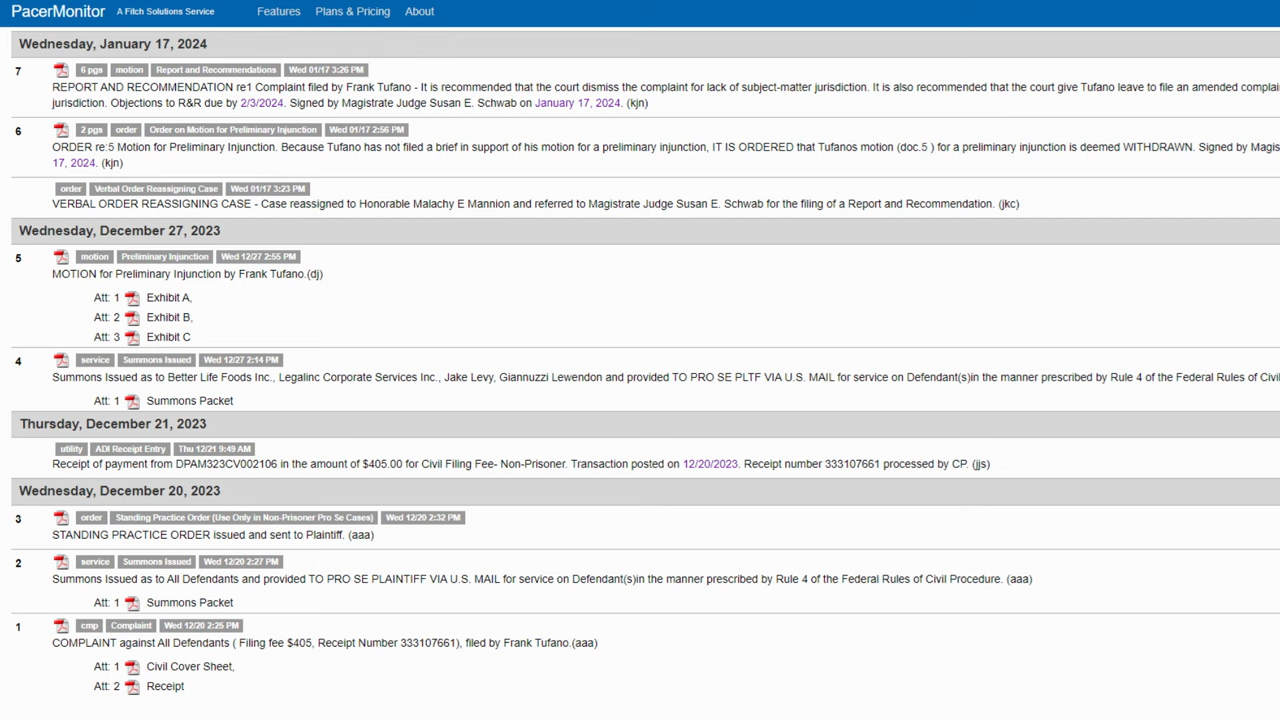 PacerMonitor A Fitch Solutions Service Features Plans & Pricing About
Wednesday, January 17, 2024
7 6 pgs motion Report and Recommendations Wed 01/17 3:26 PM
REPORT AND RECOMMENDATION re1 Complaint filed by Frank Tufano - It is recommended that the court dismiss the complaint for lack of subject-matter jurisdiction. It is also recommended that the court give Tufano leave to file an amended complai
jurisdiction. Objections to R&R due by 2/3/2024. Signed by Magistrate Judge Susan E. Schwab on January 17, 2024. (kjn)
6 2 pgs order Order on Motion for Preliminary Injunction Wed 01/17 2:56 PM
ORDER re:5 Motion for Preliminary Injunction. Because Tufano has not filed a brief in support of his motion for a preliminary injunction, IT IS ORDERED that Tufanos motion (doc.5 ) for a preliminary injunction is deemed WITHDRAWN. Signed by Magis
17, 2024. (kjn)
order Verbal Order Reassigning Case Wed 01/17 3:23 PM
VERBAL ORDER REASSIGNING CASE - Case reassigned to Honorable Malachy E Mannion and referred to Magistrate Judge Susan E. Schwab for the filing of a Report and Recommendation. (jkc)
Wednesday, December 27, 2023
5 motion Preliminary Injunction Wed 12/27 2:55 PM
MOTION for Preliminary Injunction by Frank Tufano.(dj)
Att: 1 Exhibit A,
Att: 2 Exhibit B,
Att: 3 Exhibit C
4 service Summons Issued Wed 12/27 2:14 PM
Summons Issued as to Better Life Foods Inc., Legalinc Corporate Services Inc., Jake Levy, Giannuzzi Lewendon and provided TO PRO SE PLTF VIA U.S. MAIL for service on Defendant(s)in the manner prescribed by Rule 4 of the Federal Rules of Civi
Att: 1 Summons Packet
Thursday, December 21, 2023
utility ADI Receipt Entry Thu 12/21 9:49 AM
Receipt of payment from DPAM323CV002106 in the amount of $405.00 for Civil Filing Fee- Non-Prisoner. Transaction posted on 12/20/2023. Receipt number 333107661 processed by CP. (jjs)
Wednesday, December 20, 2023
3 order Standing Practice Order (Use Only in Non-Prisoner Pro Se Cases) Wed 12/20 2:32 PM
STANDING PRACTICE ORDER issued and sent to Plaintiff. (aaa)
2 service Summons Issued Wed 12/20 2:27 PM
Summons Issued as to All Defendants and provided TO PRO SE PLAINTIFF VIA U.S. MAIL for service on Defendant(s)in the manner prescribed by Rule 4 of the Federal Rules of Civil Procedure. (aaa)
Att: 1 Summons Packet
1 cmp Complaint Wed 12/20 2:25 PM
COMPLAINT against All Defendants ( Filing fee $405, Receipt Number 333107661), filed by Frank Tufano.(aaa)
Att: 1 Civil Cover Sheet,
Att: 2 Receipt